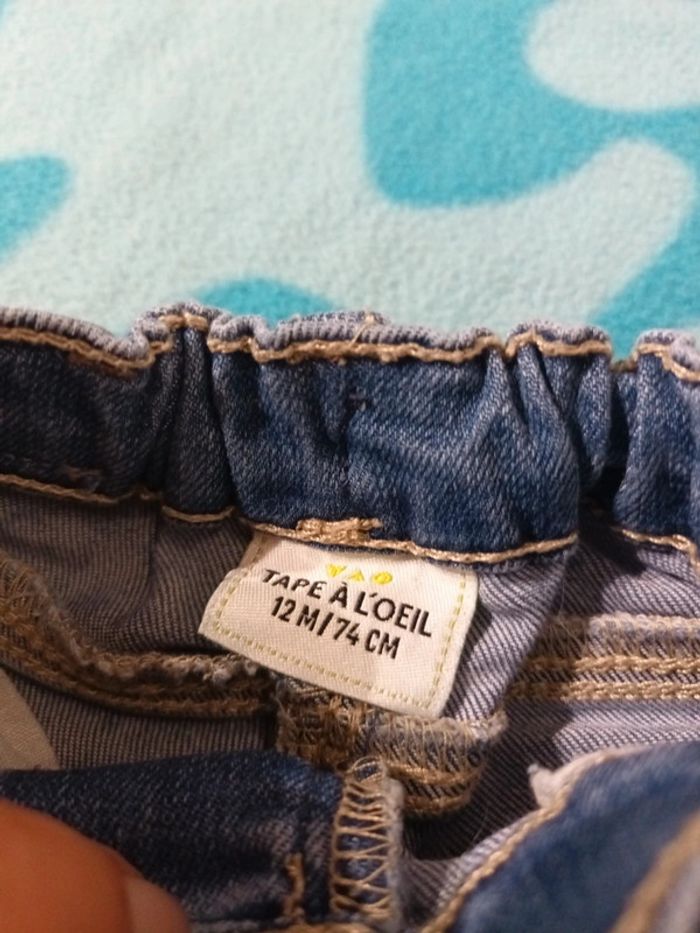 TAPE À L'OEIL
12 M/74 CM